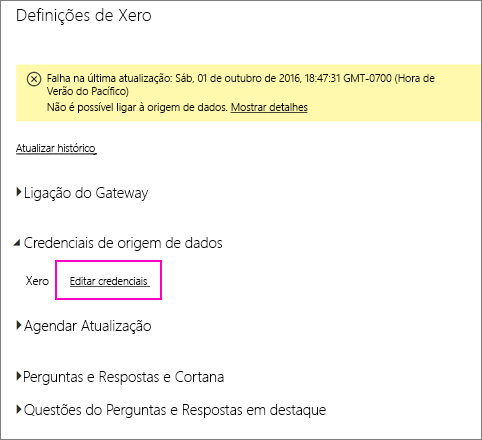 Definições de Xero
Falha na última atualização: Sáb, 01 de outubro de 2016, 18:47:31 GMT-0700 (Hora de
Verão do Pacífico)
Não é possível ligar à origem de dados. Mostrar detalhes
Atualizar histórico
Ligação do Gateway
Credenciais de origem de dados
Xero Editar credenciais
Agendar Atualização
Perguntas e Respostas e Cortana
Questões do Perguntas e Respostas em destaque